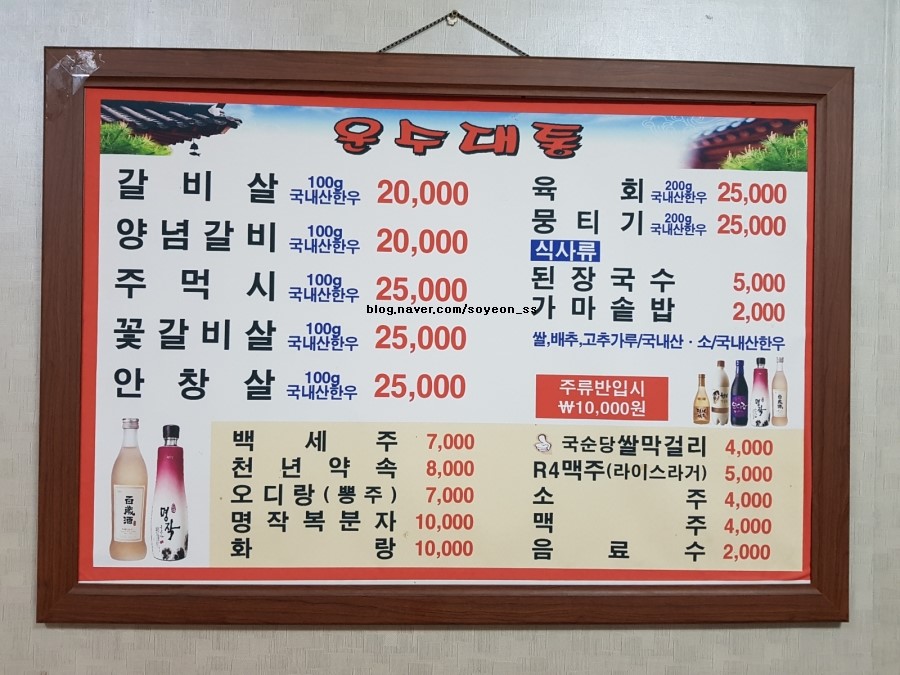 운수대통
갈비살 100g 국내산한우 20,000
양념갈비 100g 국내산한우 20,000
주먹시 100g 국내산한우 25,000
꽃갈비살 100g 국내산한우 25,000
안창살 100g 국내산한우 25,000
육회 200g 국내산한우 25,000
뭉티기 200g 국내산한우 25,000
식사류
된장국수 5,000
가마솥밥 2,000
쌀,배추,고추가루/국내산 · 소/국내산한우
주류반입시
₩10,000원
blog.naver.com/soyeon_ss
백세주 7,000
천년약속 8,000
오디랑(뽕주) 7,000
명작복분자 10,000
화랑 10,000
국순당쌀막걸리 4,000
R4맥주(라이스라거) 5,000
소주 4,000
맥주 4,000
음료수 2,000
百歲酒
명작